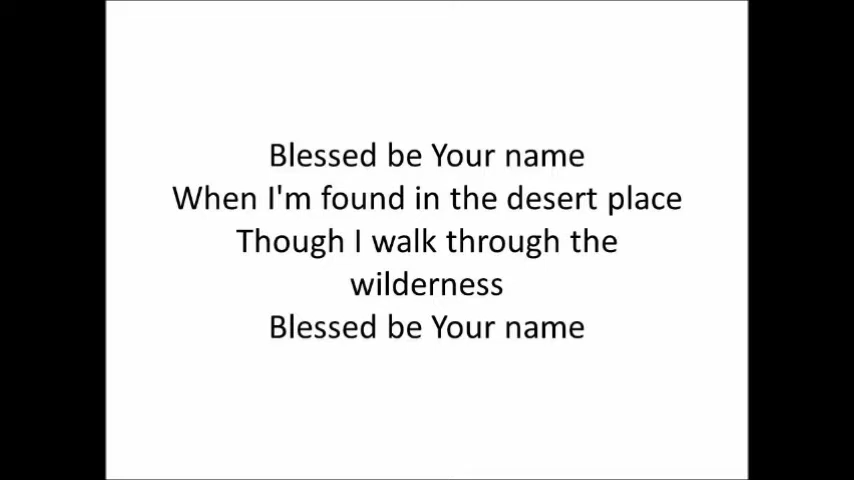 Blessed be Your name
When I'm found in the desert place
Though I walk through the
wilderness
Blessed be Your name